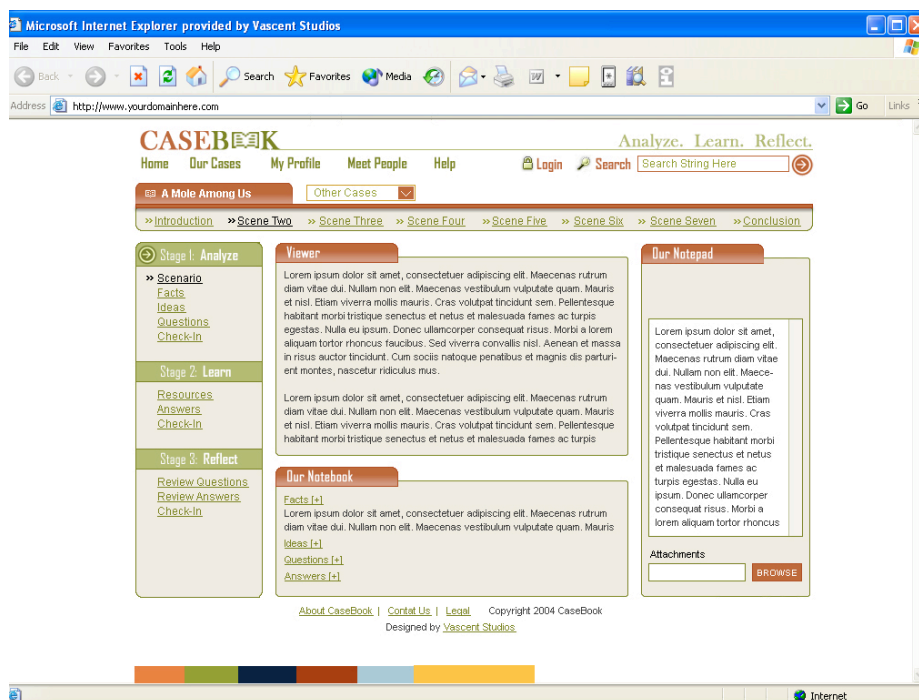 Microsoft Internet Explorer provided by Vascent Studios
File Edit View Favorites Tools Help
Back Search Favorites Media
Address http://www.yourdomainhere.com Go Links
CASEBOOK
Analyze. Learn. Reflect.
Home Our Cases My Profile Meet People Help Login Search Search String Here
A Mole Among Us Other Cases
» Introduction » Scene Two » Scene Three » Scene Four » Scene Five » Scene Six » Scene Seven » Conclusion
Stage 1: Analyze
» Scenario
Facts
Ideas
Questions
Check-In
Stage 2: Learn
Resources
Answers
Check-In
Stage 3: Reflect
Review Questions
Review Answers
Check-In
Viewer
Lorem ipsum dolor sit amet, consectetuer adipiscing elit. Maecenas rutrum
diam vitae dui. Nullam non elit. Maecenas vestibulum vulputate quam. Mauris
et nisl. Etiam viverra mollis mauris. Cras volutpat tincidunt sem. Pellentesque
habitant morbi tristique senectus et netus et malesuada fames ac turpis
egestas. Nulla eu ipsum. Donec ullamcorper consequat risus. Morbi a lorem
aliquam tortor rhoncus faucibus. Sed viverra convallis nisl. Aenean et massa
in risus auctor tincidunt. Cum sociis natoque penatibus et magnis dis parturi-
ent montes, nascetur ridiculus mus.
Lorem ipsum dolor sit amet, consectetuer adipiscing elit. Maecenas rutrum
diam vitae dui. Nullam non elit. Maecenas vestibulum vulputate quam. Mauris
et nisl. Etiam viverra mollis mauris. Cras volutpat tincidunt sem. Pellentesque
habitant morbi tristique senectus et netus et malesuada fames ac turpis
Our Notebook
Facts [+]
Lorem ipsum dolor sit amet, consectetuer adipiscing elit. Maecenas rutrum
diam vitae dui. Nullam non elit. Maecenas vestibulum vulputate quam. Mauris
Ideas [+]
Questions [+]
Answers [+]
Our Notepad
Lorem ipsum dolor sit amet,
consectetuer adipiscing elit.
Maecenas rutrum diam vitae
dui. Nullam non elit. Maece-
nas vestibulum vulputate
quam. Mauris et nisl. Etiam
viverra mollis mauris. Cras
volutpat tincidunt sem.
Pellentesque habitant morbi
tristique senectus et netus
et malesuada fames ac
turpis egestas. Nulla eu
ipsum. Donec ullamcorper
consequat risus. Morbi a
lorem aliquam tortor rhoncus
Attachments
BROWSE
About CaseBook | Contat Us | Legal Copyright 2004 CaseBook
Designed by Vascent Studios
Internet